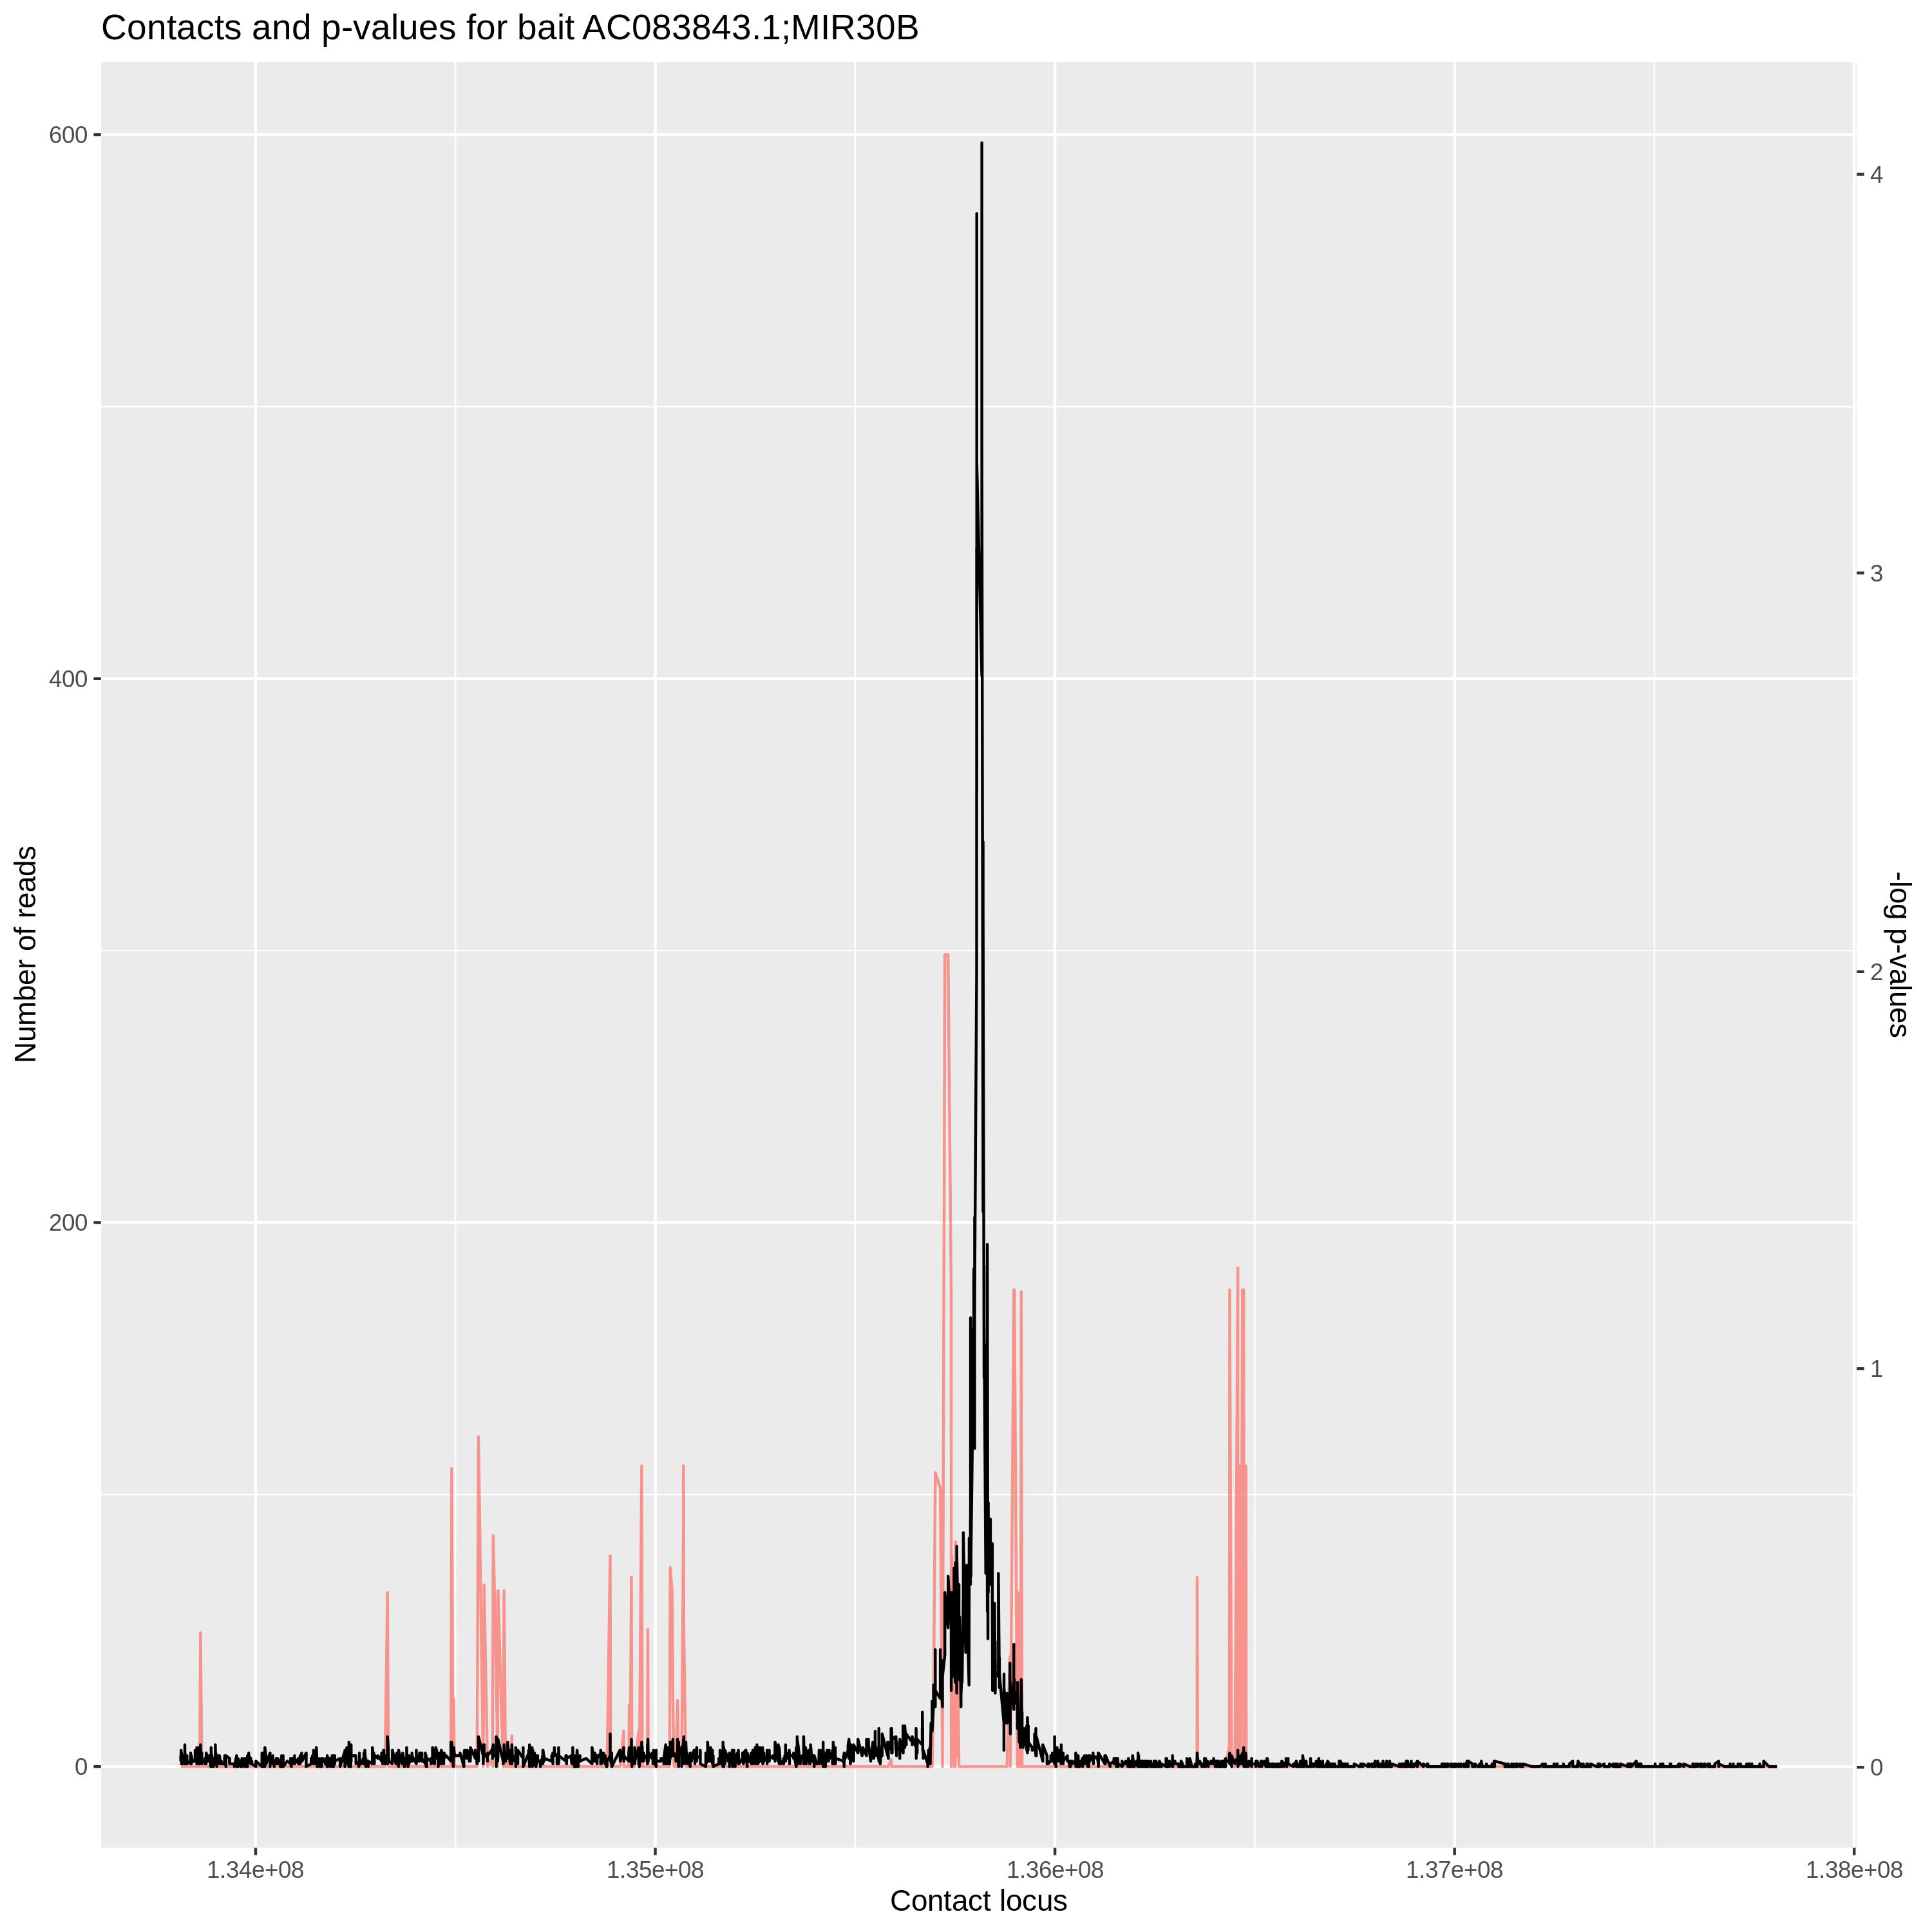 Contacts and p-values for bait AC083843.1;MIR30B
600
400
200
0
Number of reads
4
3
2
1
0
-log p-values
1.34e+08
1.35e+08
1.36e+08
1.37e+08
1.38e+08
Contact locus